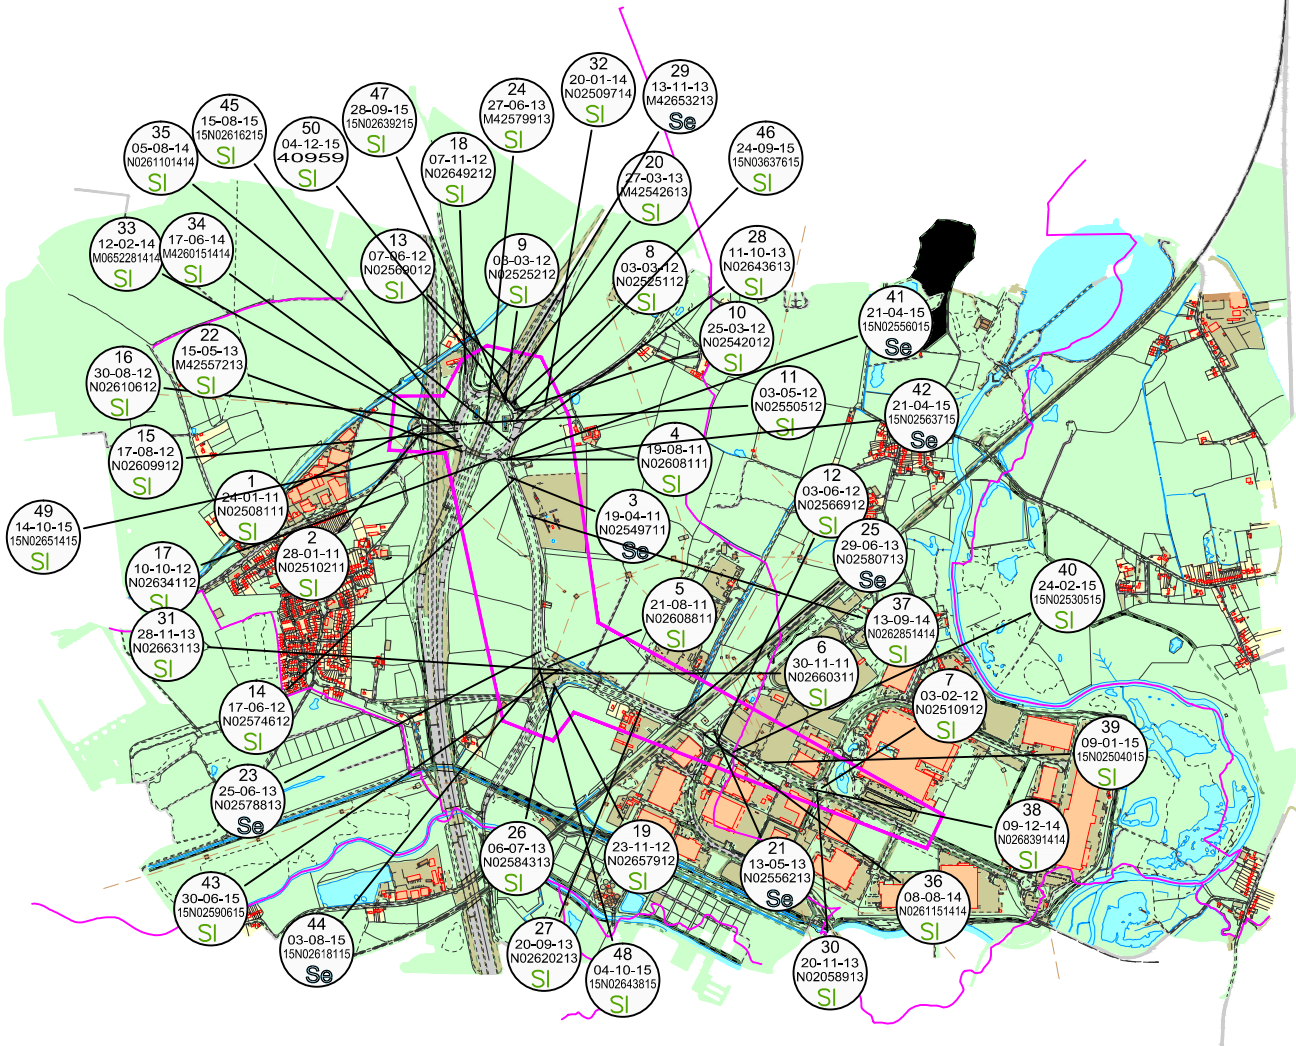 32
20-01-14
N02509714
SI
29
13-11-13
M42653213
Se
24
27-06-13
M42579913
SI
47
28-09-15
15N02639215
SI
45
15-08-15
15N02616215
SI
50
04-12-15
40959
SI
35
05-08-14
N0261101414
SI
18
07-11-12
N02649212
SI
46
24-09-15
15N03637615
SI
20
27-03-13
M42542613
SI
33
12-02-14
M0652281414
SI
34
17-06-14
M4260151414
SI
13
07-06-12
N02569012
SI
9
03-03-12
N02525212
SI
8
03-03-12
N02525112
SI
28
11-10-13
N02643613
SI
41
21-04-15
15N02556015
Se
10
25-03-12
N02542012
SI
22
15-05-13
M42557213
SI
16
30-08-12
N02610612
SI
11
03-05-12
N02550512
SI
42
21-04-15
15N02563715
Se
15
17-08-12
N02609912
SI
4
19-08-11
N02608111
SI
12
03-06-12
N02566912
SI
1
24-01-11
N02508111
SI
49
14-10-15
15N02651415
SI
3
19-04-11
N02549711
Se
25
29-06-13
N02580713
Se
2
28-01-11
N02510211
SI
17
10-10-12
N02634112
SI
40
24-02-15
15N02530515
SI
5
21-08-11
N02608811
SI
37
13-09-14
N0262851414
SI
31
28-11-13
N02663113
SI
6
30-11-11
N02660311
SI
7
03-02-12
N02510912
SI
14
17-06-12
N02574612
SI
39
09-01-15
15N02504015
SI
23
25-06-13
N02578813
Se
38
09-12-14
N0268391414
SI
26
06-07-13
N02584313
SI
19
23-11-12
N02657912
SI
21
13-05-13
N02556213
Se
36
08-08-14
N0261151414
SI
43
30-06-15
15N02590615
SI
44
03-08-15
15N02618115
Se
27
20-09-13
N02620213
SI
48
04-10-15
15N02643815
SI
30
20-11-13
N02058913
SI